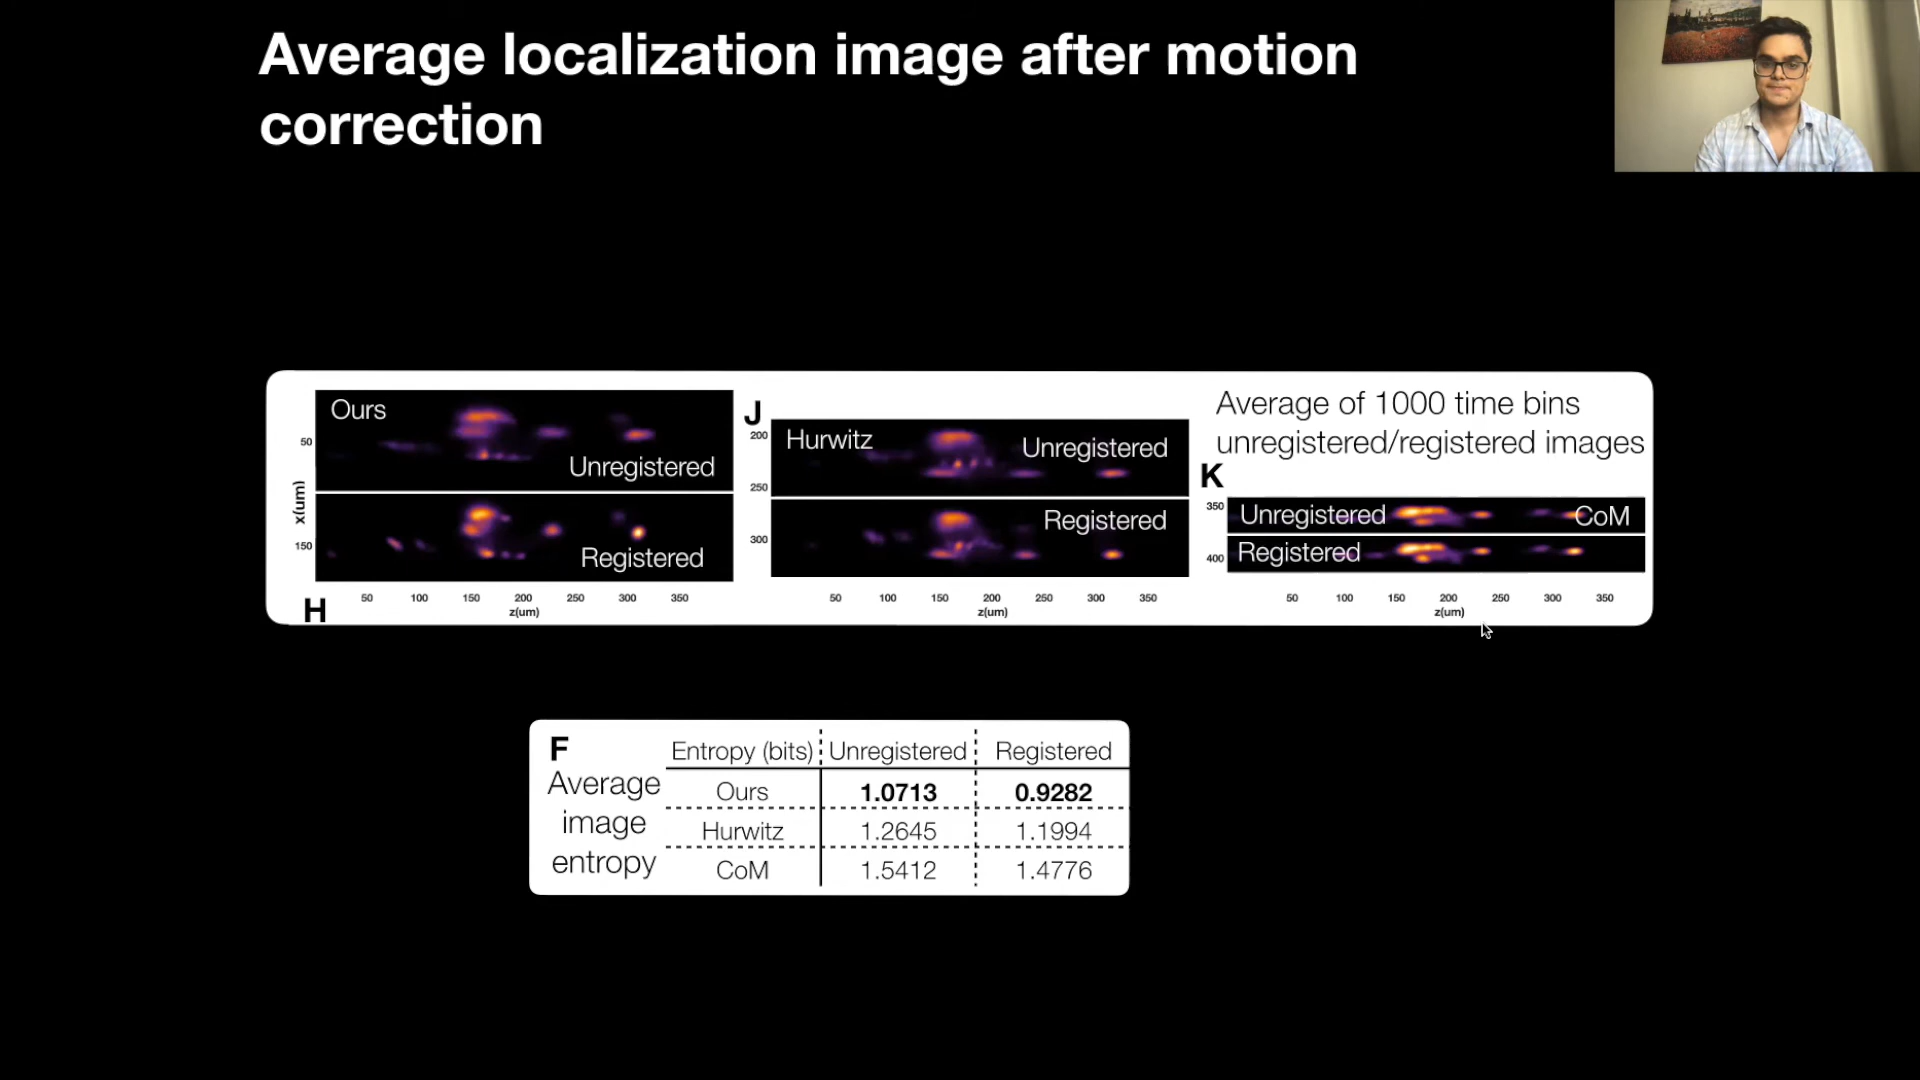 Average localization image after motion
correction
Ours
Unregistered
Registered
50
150
x(um)
50 100 150 200 250 300 350
z(um)
H
J
Hurwitz
Unregistered
Registered
200
250
300
50 100 150 200 250 300 350
z(um)
Average of 1000 time bins
unregistered/registered images
K
350
400
Unregistered CoM
Registered
50 100 150 200 250 300 350
z(um)
F
Average
image
entropy
Entropy (bits) Unregistered Registered
Ours 1.0713 0.9282
Hurwitz 1.2645 1.1994
CoM 1.5412 1.4776